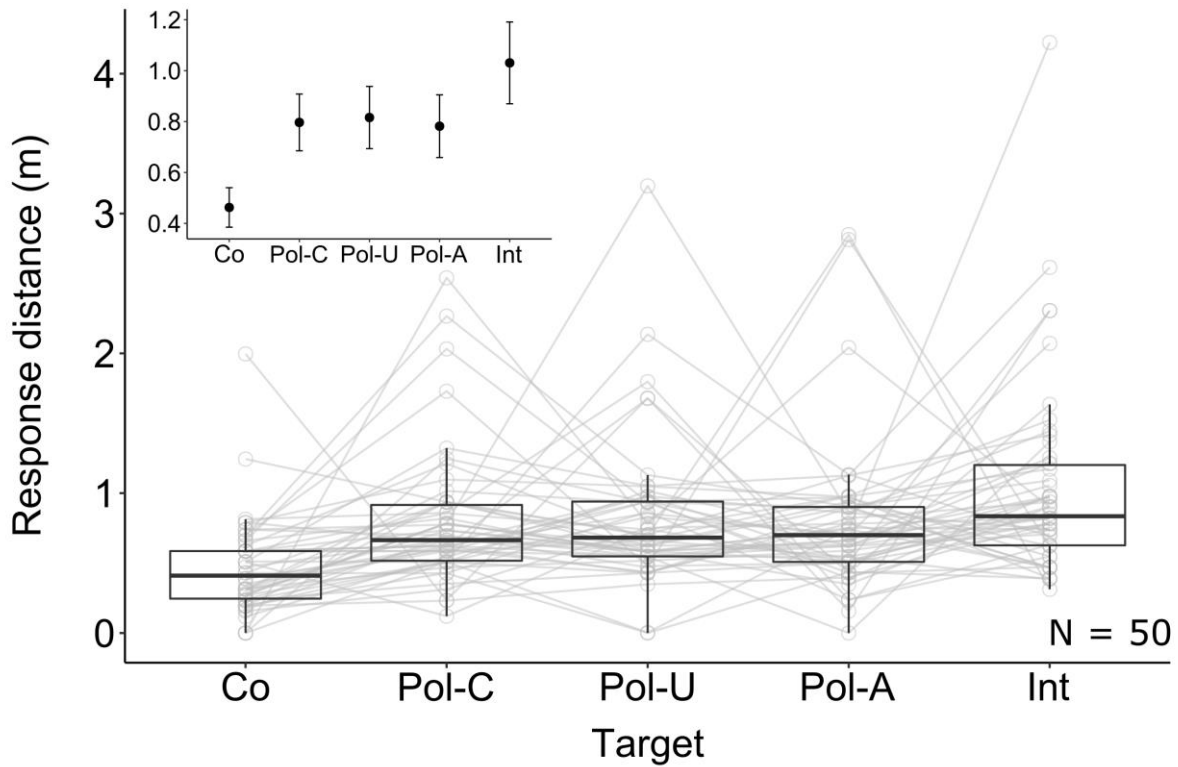 1.2
1.0
0.8
0.6
0.4
Co Pol-C Pol-U Pol-A Int
Response distance (m)
4
3
2
1
0
N = 50
Co Pol-C Pol-U Pol-A Int
Target